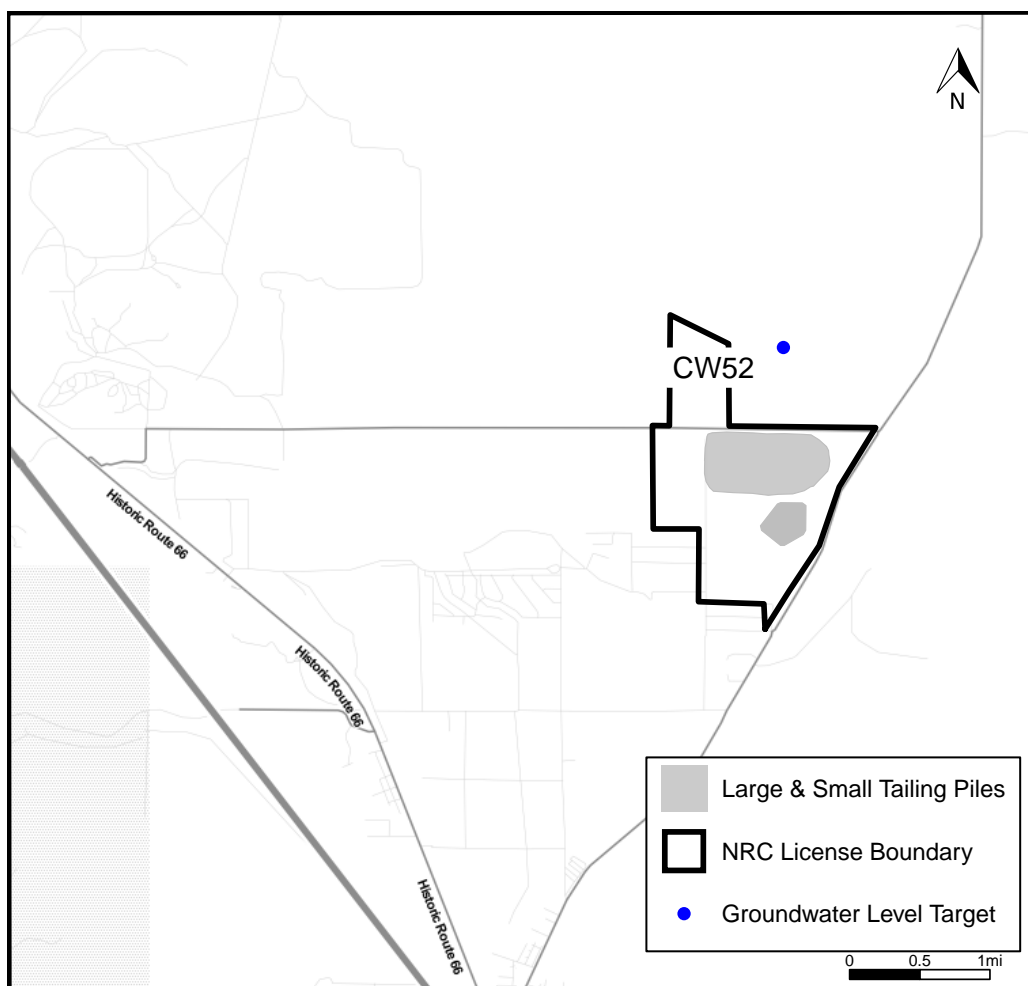 N
CW52
Historic Route 66
Historic Route 66
Historic Route 66
Large & Small Tailing Piles
NRC License Boundary
Groundwater Level Target
0 0.5 1mi